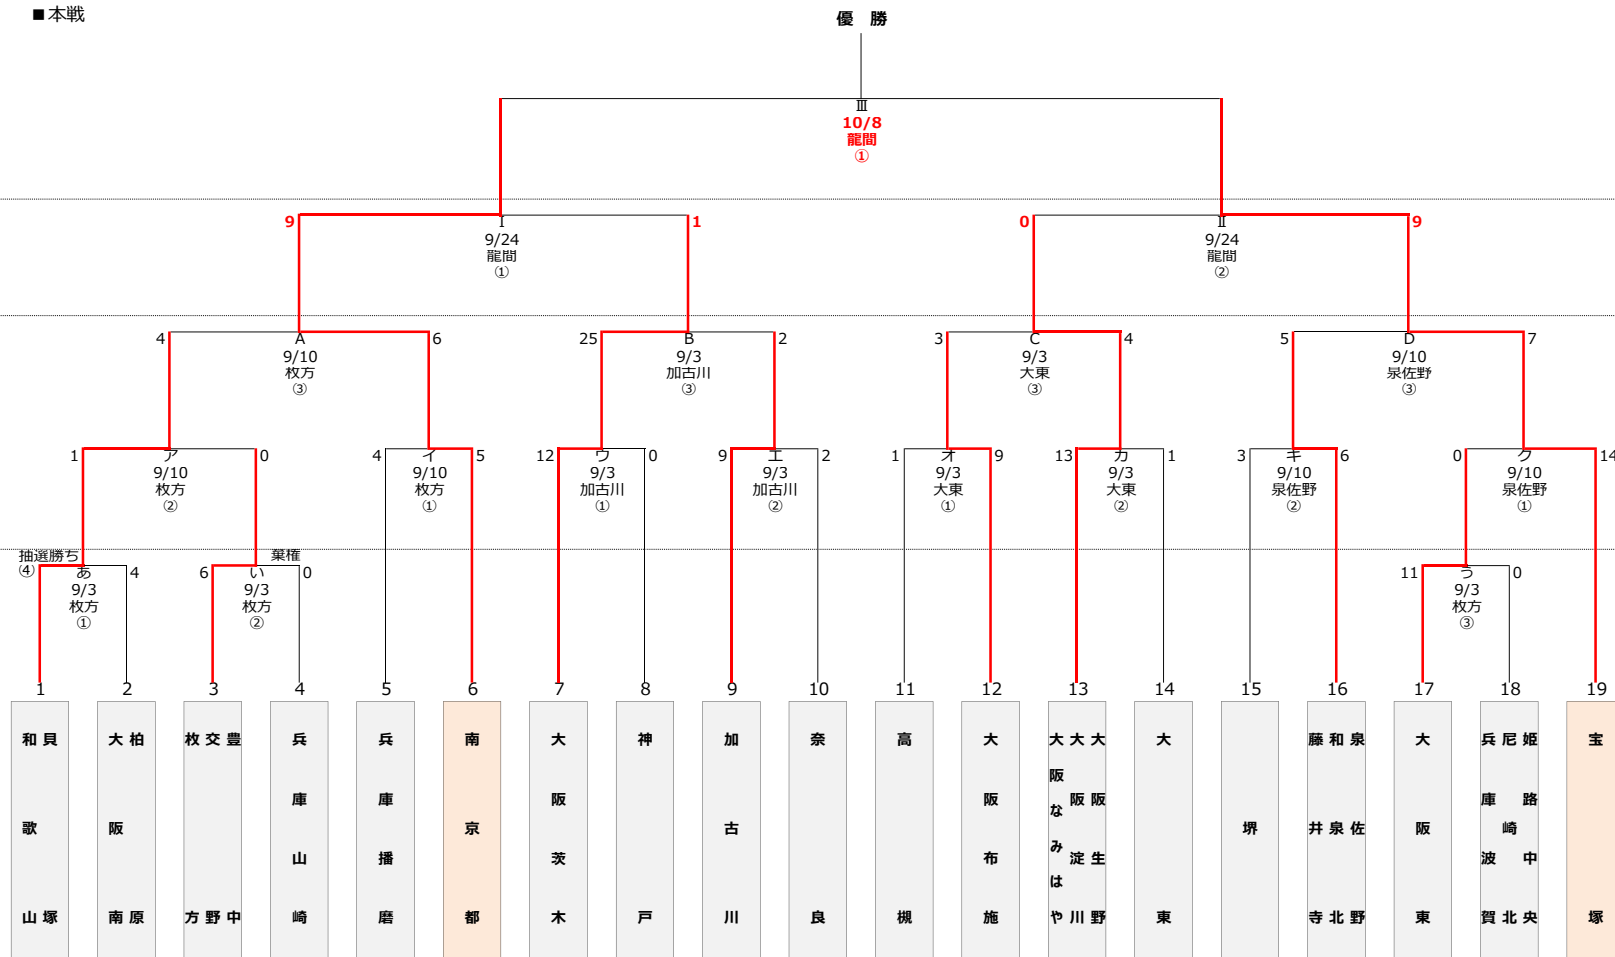 ■本戦
優 勝
Ⅲ
10/8
龍間
①
9
Ⅰ
1
0
Ⅱ
9
9/24
龍間
①
9/24
龍間
②
4
A
6
25
B
2
3
C
4
5
D
7
9/10
枚方
③
9/3
加古川
③
9/3
大東
③
9/10
泉佐野
③
1
ア
0
4
イ
5
12
ウ
0
9
エ
2
1
オ
9
13
カ
1
3
キ
6
0
ク
14
9/10
枚方
②
9/10
枚方
①
9/3
加古川
①
9/3
加古川
②
9/3
大東
①
9/3
大東
②
9/10
泉佐野
②
9/10
泉佐野
①
抽選勝ち
④
あ
4
棄権
6
い
0
11
う
0
9/3
枚方
①
9/3
枚方
②
9/3
枚方
③
1 2 3 4 5 6 7 8 9 10 11 12 13 14 15 16 17 18 19
和歌山
貝塚
大阪南
柏原
枚方
交野
豊中
兵庫山崎
兵庫播磨
南京都
大阪茨木
神戸
加古川
奈良
高槻
大阪布施
大阪なみはや
大阪淀川
大阪生野
大東
堺
藤井寺
和泉北
泉佐野
大阪東
兵庫波賀
尼崎北
姫路中央
宝塚